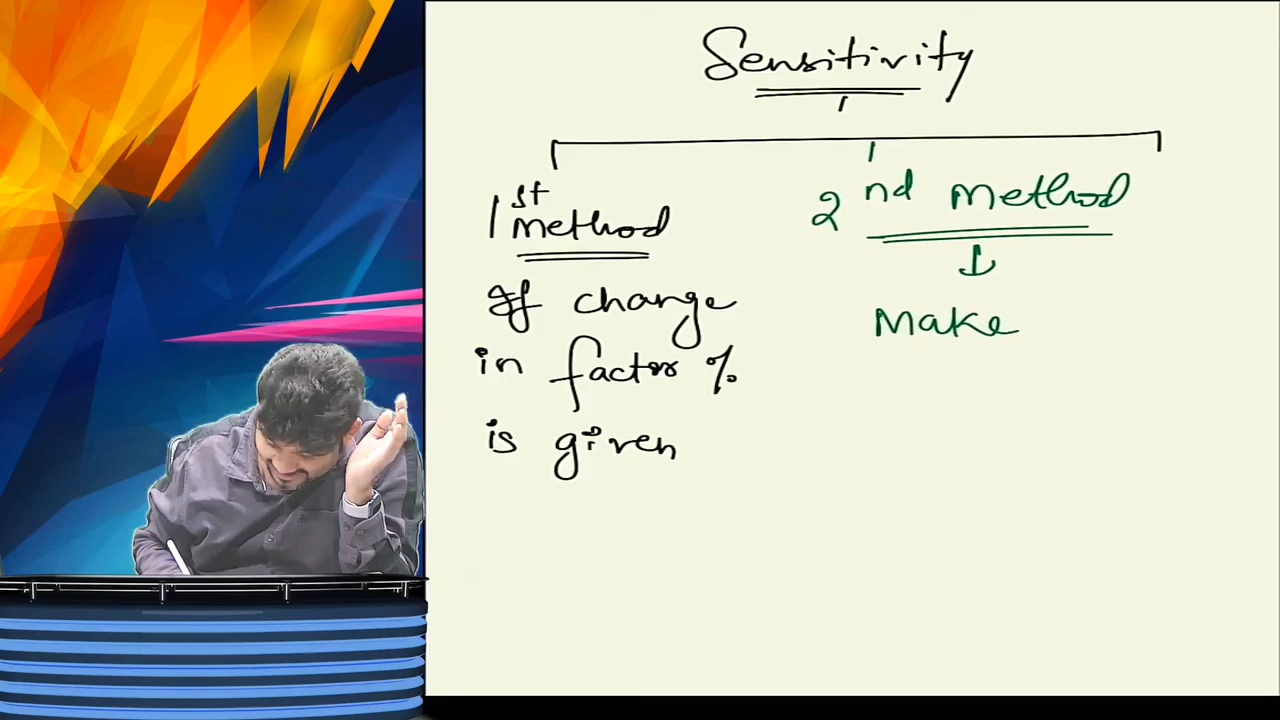 Sensitivity
1st method
If change
in factor %
is given
2nd Method
Make